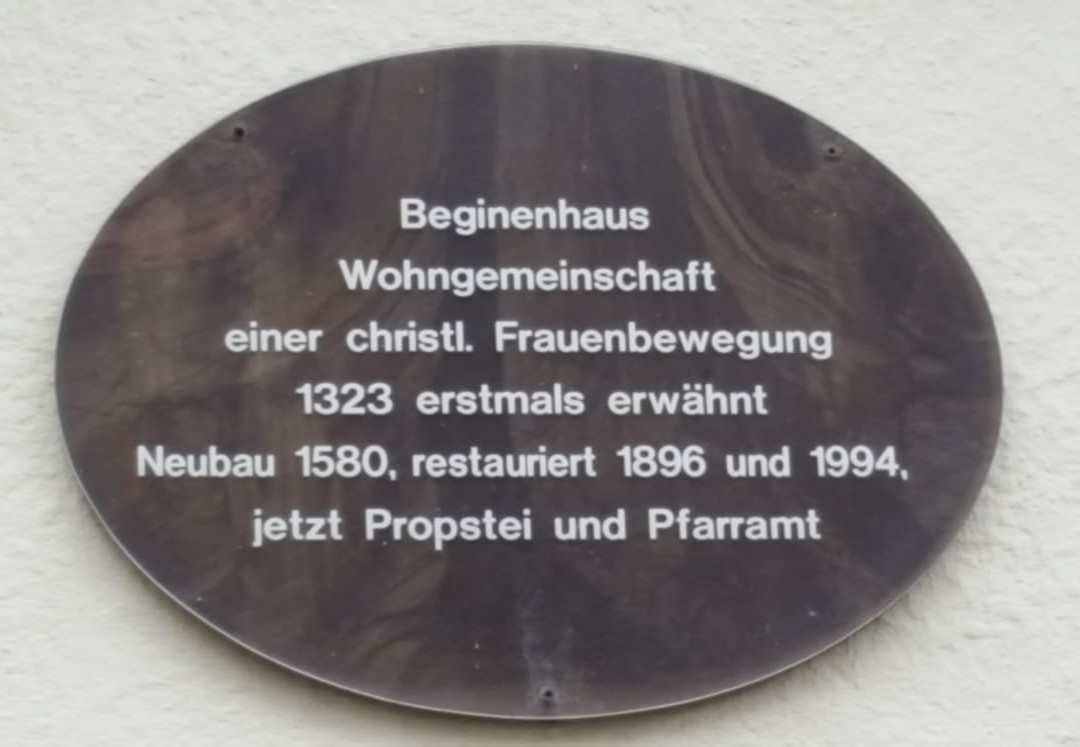 Beginenhaus
Wohngemeinschaft
einer christl. Frauenbewegung
1323 erstmals erwähnt
Neubau 1580, restauriert 1896 und 1994,
jetzt Propstei und Pfarramt